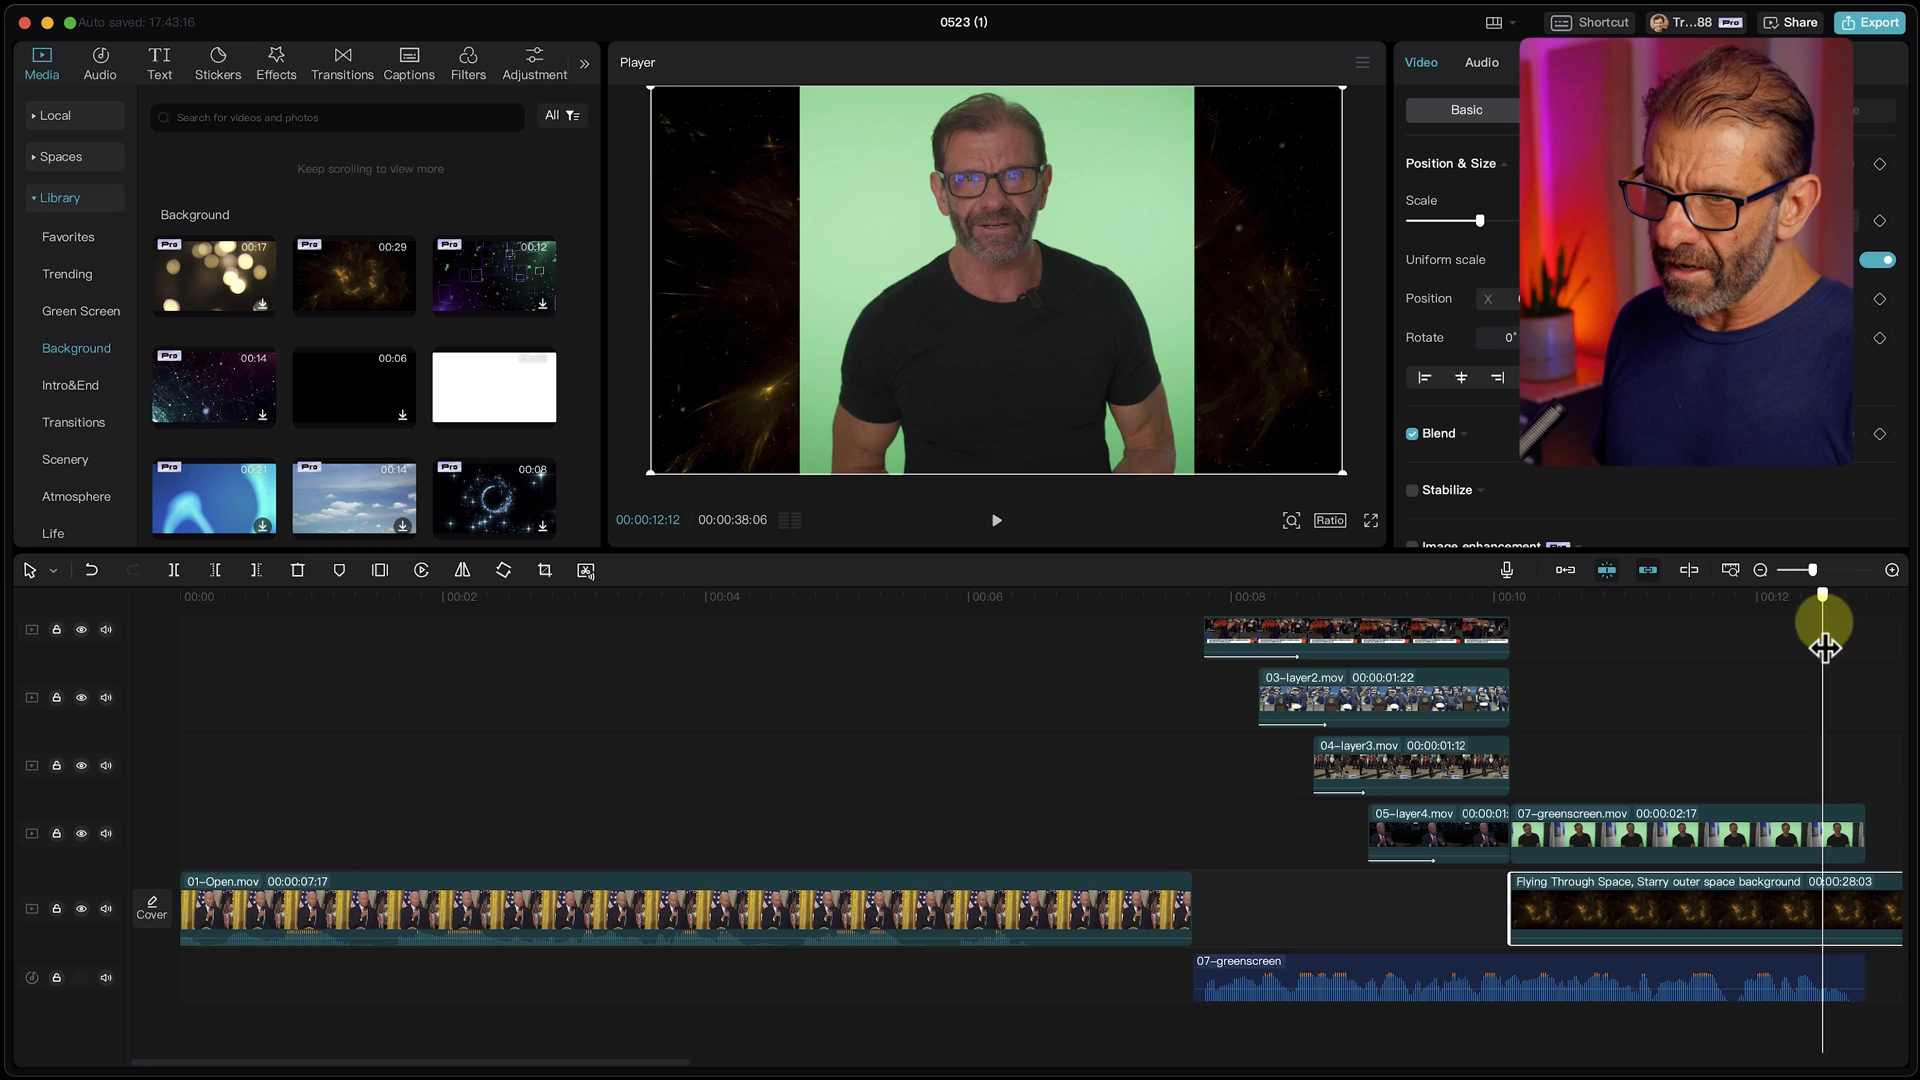 Auto saved: 17:43:16
0523 (1)
Shortcut
Tr...88
Pro
Share
Export
Media
Audio
Text
Stickers
Effects
Transitions
Captions
Filters
Adjustment
Local
Spaces
Library
Favorites
Trending
Green Screen
Background
Intro&End
Transitions
Scenery
Atmosphere
Life
Search for videos and photos
All
Keep scrolling to view more
Background
Pro
00:17
Pro
00:29
Pro
00:12
Pro
00:14
00:06
Pro
00:21
Pro
00:14
Pro
00:08
Player
00:00:12:12
00:00:38:06
Ratio
Video
Audio
Basic
Position & Size
Scale
Uniform scale
Position
X
Rotate
0°
Blend
Stabilize
Image enhancement
00:00
00:02
00:04
00:06
00:08
00:10
00:12
03-layer2.mov 00:00:01:22
04-layer3.mov 00:00:01:12
05-layer4.mov 00:00:01:
07-greenscreen.mov 00:00:02:17
Cover
01-Open.mov 00:00:07:17
Flying Through Space, Starry outer space background 00:00:28:03
07-greenscreen